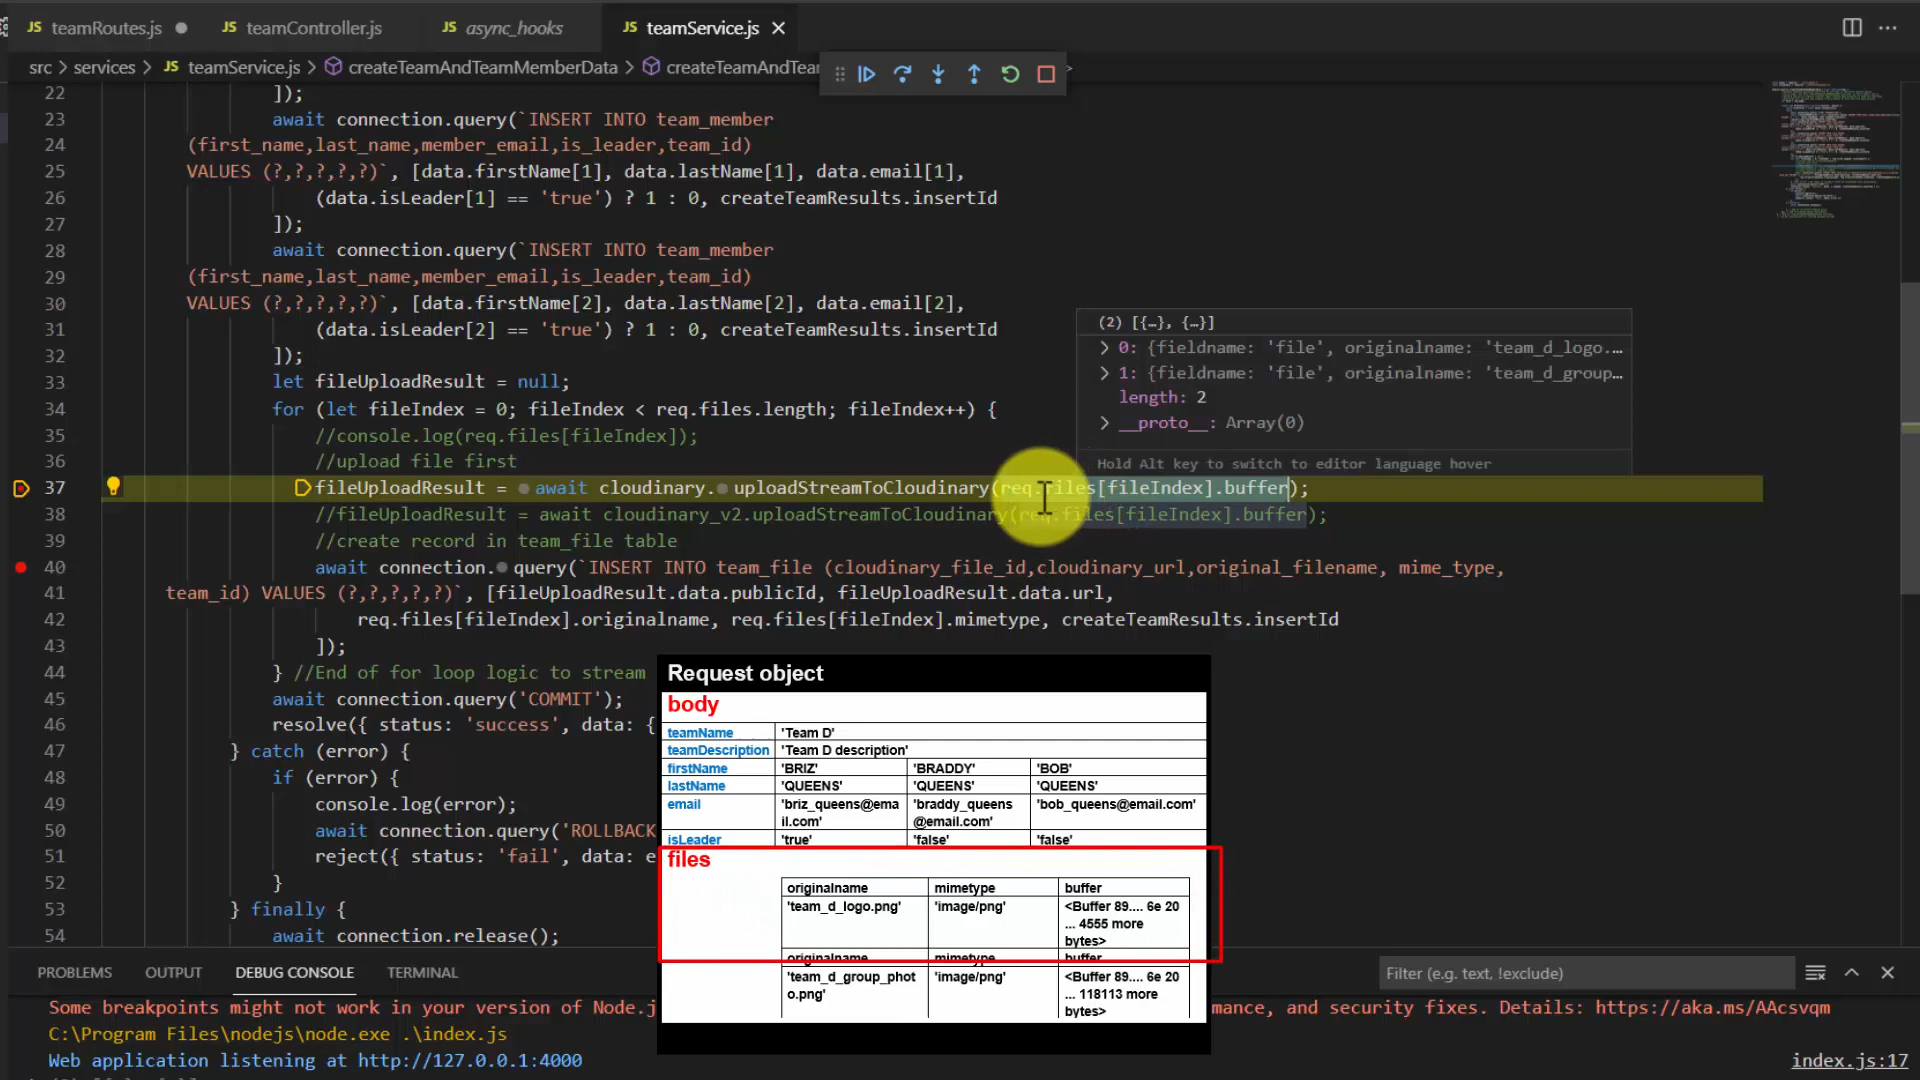 JS teamRoutes.js
JS teamController.js
JS async_hooks
JS teamService.js
src > services > JS teamService.js > createTeamAndTeamMemberData > createTeamAndTear
22 ]);
23 await connection.query(`INSERT INTO team_member
24 (first_name,last_name,member_email,is_leader,team_id)
25 VALUES (?,?,?,?,?)`, [data.firstName[1], data.lastName[1], data.email[1],
26 (data.isLeader[1] == 'true') ? 1 : 0, createTeamResults.insertId
27 ]);
28 await connection.query(`INSERT INTO team_member
29 (first_name,last_name,member_email,is_leader,team_id)
30 VALUES (?,?,?,?,?)`, [data.firstName[2], data.lastName[2], data.email[2],
31 (data.isLeader[2] == 'true') ? 1 : 0, createTeamResults.insertId
32 ]);
33 let fileUploadResult = null;
34 for (let fileIndex = 0; fileIndex < req.files.length; fileIndex++) {
35 //console.log(req.files[fileIndex]);
36 //upload file first
37 fileUploadResult = await cloudinary.uploadStreamToCloudinary(req.files[fileIndex].buffer);
38 //fileUploadResult = await cloudinary_v2.uploadStreamToCloudinary(req.files[fileIndex].buffer);
39 //create record in team_file table
40 await connection.query(`INSERT INTO team_file (cloudinary_file_id,cloudinary_url,original_filename, mime_type,
41 team_id) VALUES (?,?,?,?,?)`, [fileUploadResult.data.publicId, fileUploadResult.data.url,
42 req.files[fileIndex].originalname, req.files[fileIndex].mimetype, createTeamResults.insertId
43 ]);
44 } //End of for loop logic to stream
45 await connection.query('COMMIT');
46 resolve({ status: 'success', data: {
47 } catch (error) {
48 if (error) {
49 console.log(error);
50 await connection.query('ROLLBACK
51 reject({ status: 'fail', data: e
52 }
53 } finally {
54 await connection.release();
(2) [{…}, {…}]
0: {fieldname: 'file', originalname: 'team_d_logo.…
1: {fieldname: 'file', originalname: 'team_d_group…
length: 2
__proto__: Array(0)
Hold Alt key to switch to editor language hover
Request object
body
teamName 'Team D'
teamDescription 'Team D description'
firstName 'BRIZ' 'BRADDY' 'BOB'
lastName 'QUEENS' 'QUEENS' 'QUEENS'
email 'briz_queens@ema 'braddy_queens 'bob_queens@email.com'
il.com' @email.com'
isLeader 'true' 'false' 'false'
files
originalname mimetype buffer
'team_d_logo.png' 'image/png' <Buffer 89.... 6e 20
... 4555 more
bytes>
originalname mimetype buffer
'team_d_group_phot 'image/png' <Buffer 89.... 6e 20
o.png' ... 118113 more
bytes>
PROBLEMS OUTPUT DEBUG CONSOLE TERMINAL
Filter (e.g. text, !exclude)
Some breakpoints might not work in your version of Node.j
mance, and security fixes. Details: https://aka.ms/AAcsvqm
C:\Program Files\nodejs\node.exe .\index.js
Web application listening at http://127.0.0.1:4000
index.js:17